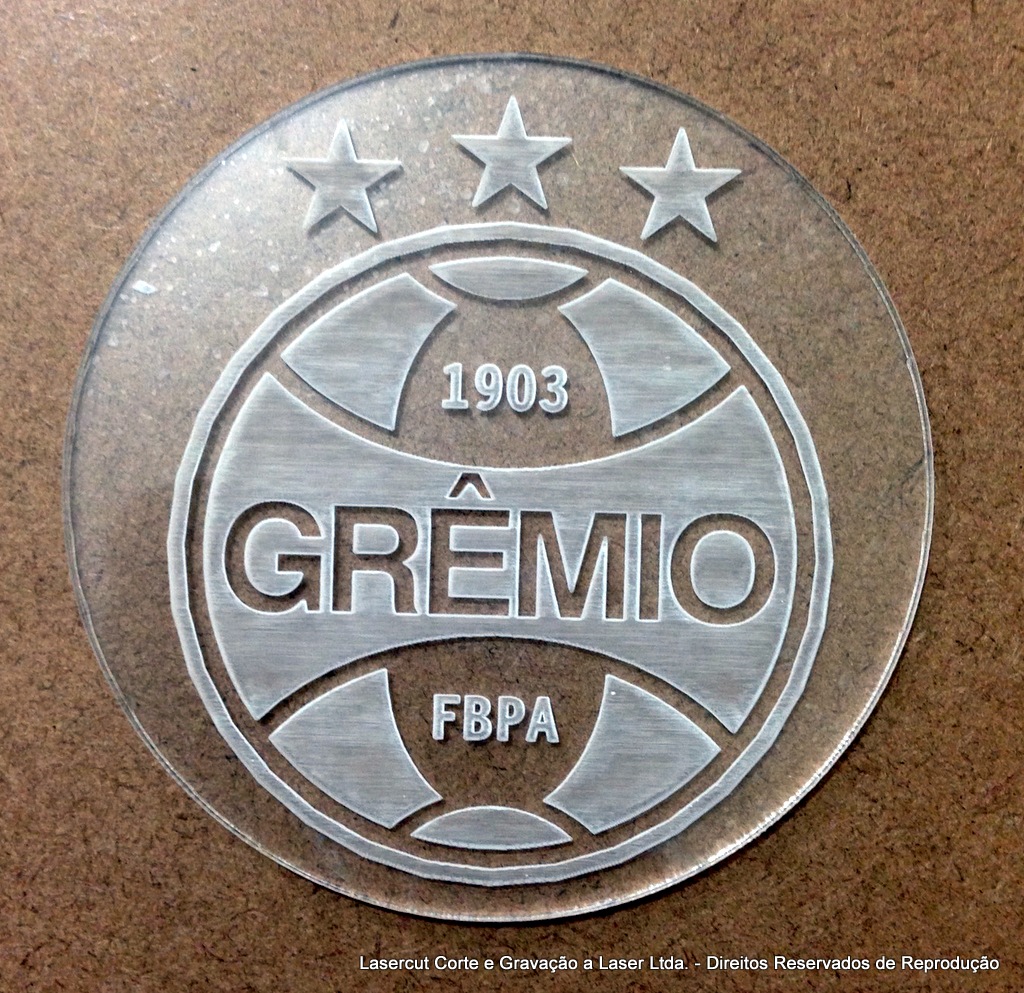 1903
GRÊMIO
FBPA
Lasercut Corte e Gravação a Laser Ltda. - Direitos Reservados de Reprodução